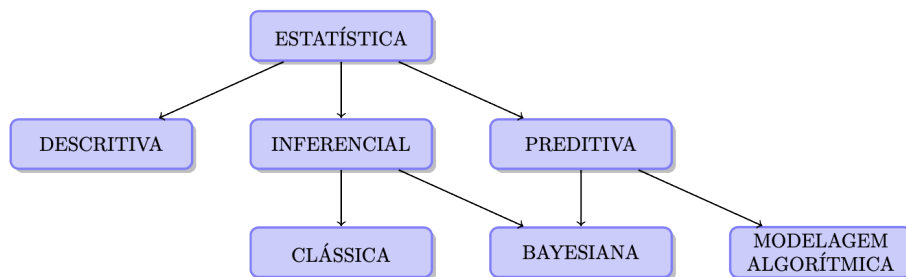 ESTATÍSTICA
DESCRITIVA
INFERENCIAL
PREDITIVA
CLÁSSICA
BAYESIANA
MODELAGEM
ALGORÍTMICA